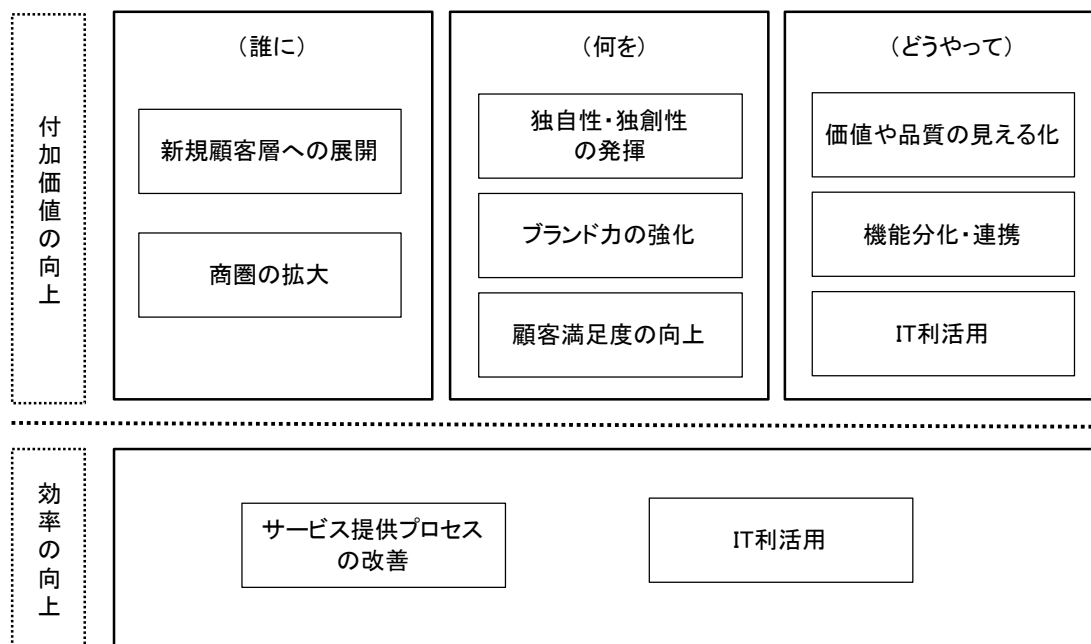 付加価値の向上
（誰に）
新規顧客層への展開
商圏の拡大
（何を）
独自性・独創性
の発揮
ブランド力の強化
顧客満足度の向上
（どうやって）
価値や品質の見える化
機能分化・連携
IT利活用
効率の向上
サービス提供プロセス
の改善
IT利活用